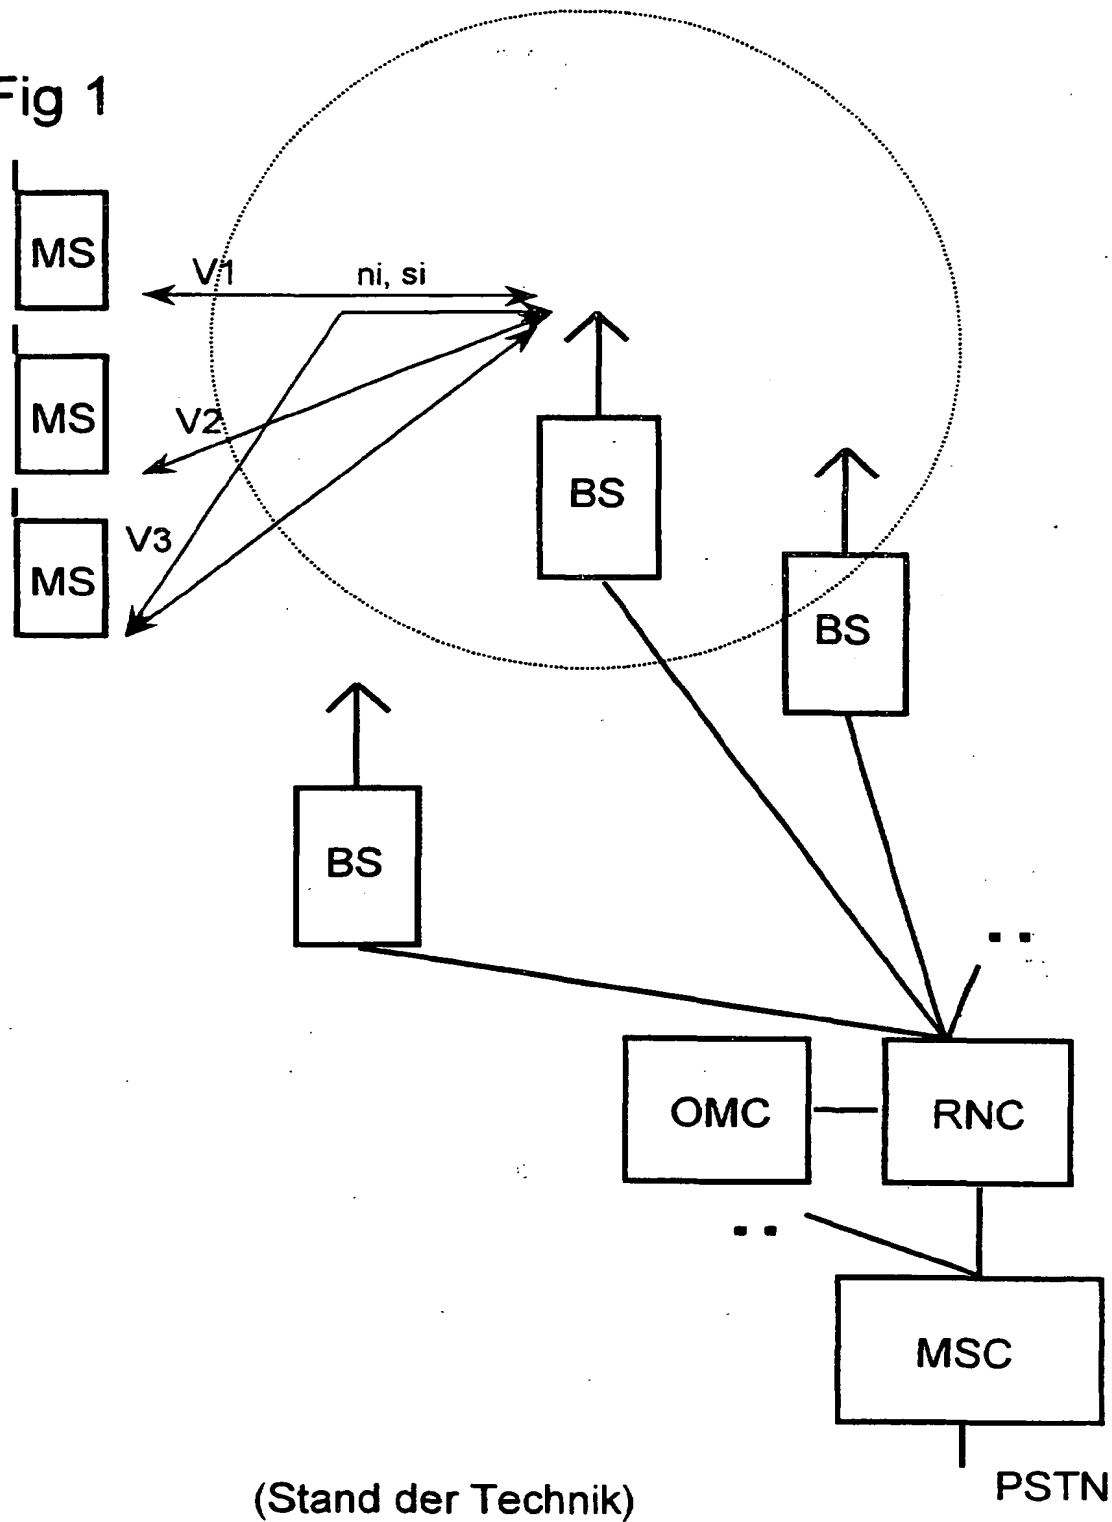 Fig 1
MS
V1 ni, si
MS
V2
BS
MS
V3
BS
BS
OMC
RNC
MSC
PSTN
(Stand der Technik)